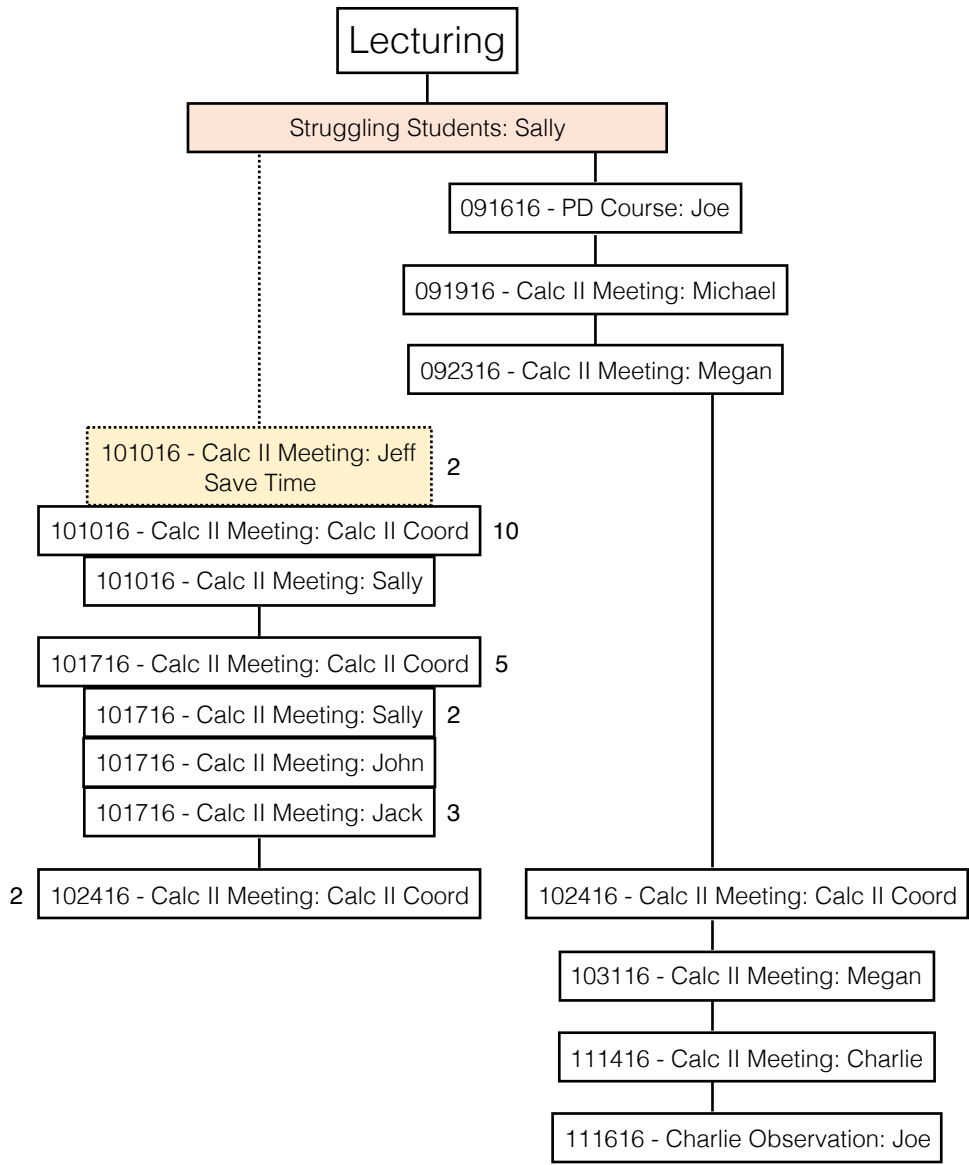 Lecturing
Struggling Students: Sally
091616 - PD Course: Joe
091916 - Calc II Meeting: Michael
092316 - Calc II Meeting: Megan
101016 - Calc II Meeting: Jeff
Save Time
2
101016 - Calc II Meeting: Calc II Coord 10
101016 - Calc II Meeting: Sally
101716 - Calc II Meeting: Calc II Coord 5
101716 - Calc II Meeting: Sally 2
101716 - Calc II Meeting: John
101716 - Calc II Meeting: Jack 3
2 102416 - Calc II Meeting: Calc II Coord
102416 - Calc II Meeting: Calc II Coord
103116 - Calc II Meeting: Megan
111416 - Calc II Meeting: Charlie
111616 - Charlie Observation: Joe